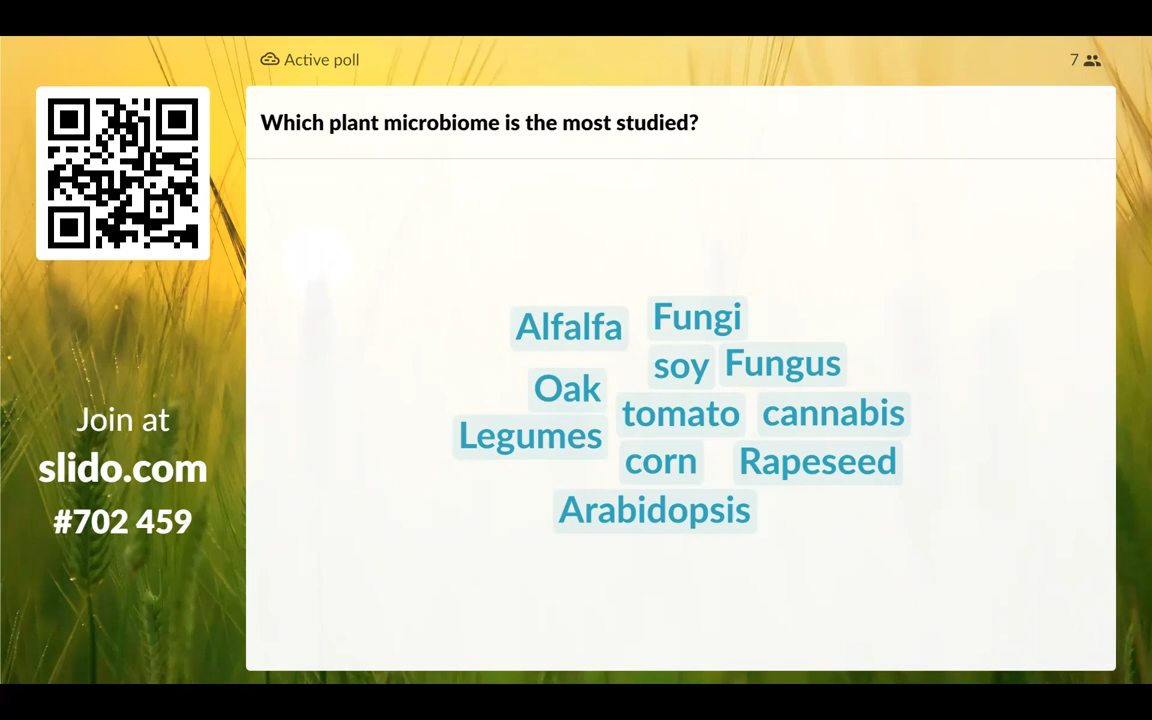 Active poll
7
Which plant microbiome is the most studied?
Alfalfa
Fungi
soy
Fungus
Oak
tomato
cannabis
Legumes
corn
Rapeseed
Arabidopsis
Join at
slido.com
#702 459